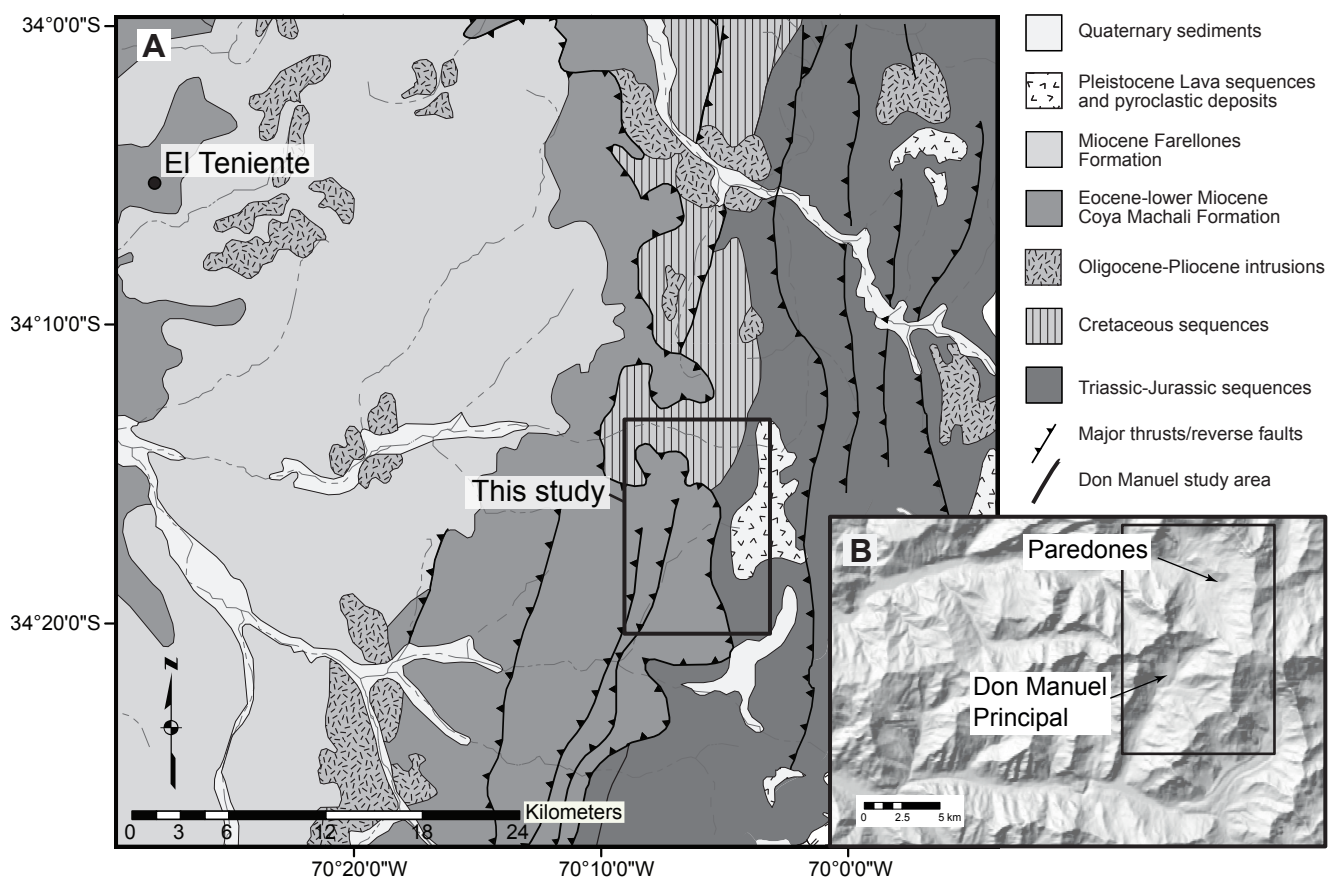 34°0'0"S
A
El Teniente
34°10'0"S
This study
34°20'0"S
N
Kilometers
0 3 6 12 18 24
70°20'0"W 70°10'0"W 70°0'0"W
Quaternary sediments
Pleistocene Lava sequences
and pyroclastic deposits
Miocene Farellones
Formation
Eocene-lower Miocene
Coya Machali Formation
Oligocene-Pliocene intrusions
Cretaceous sequences
Triassic-Jurassic sequences
Major thrusts/reverse faults
Don Manuel study area
B
Paredones
Don Manuel
Principal
0 2.5 5 km